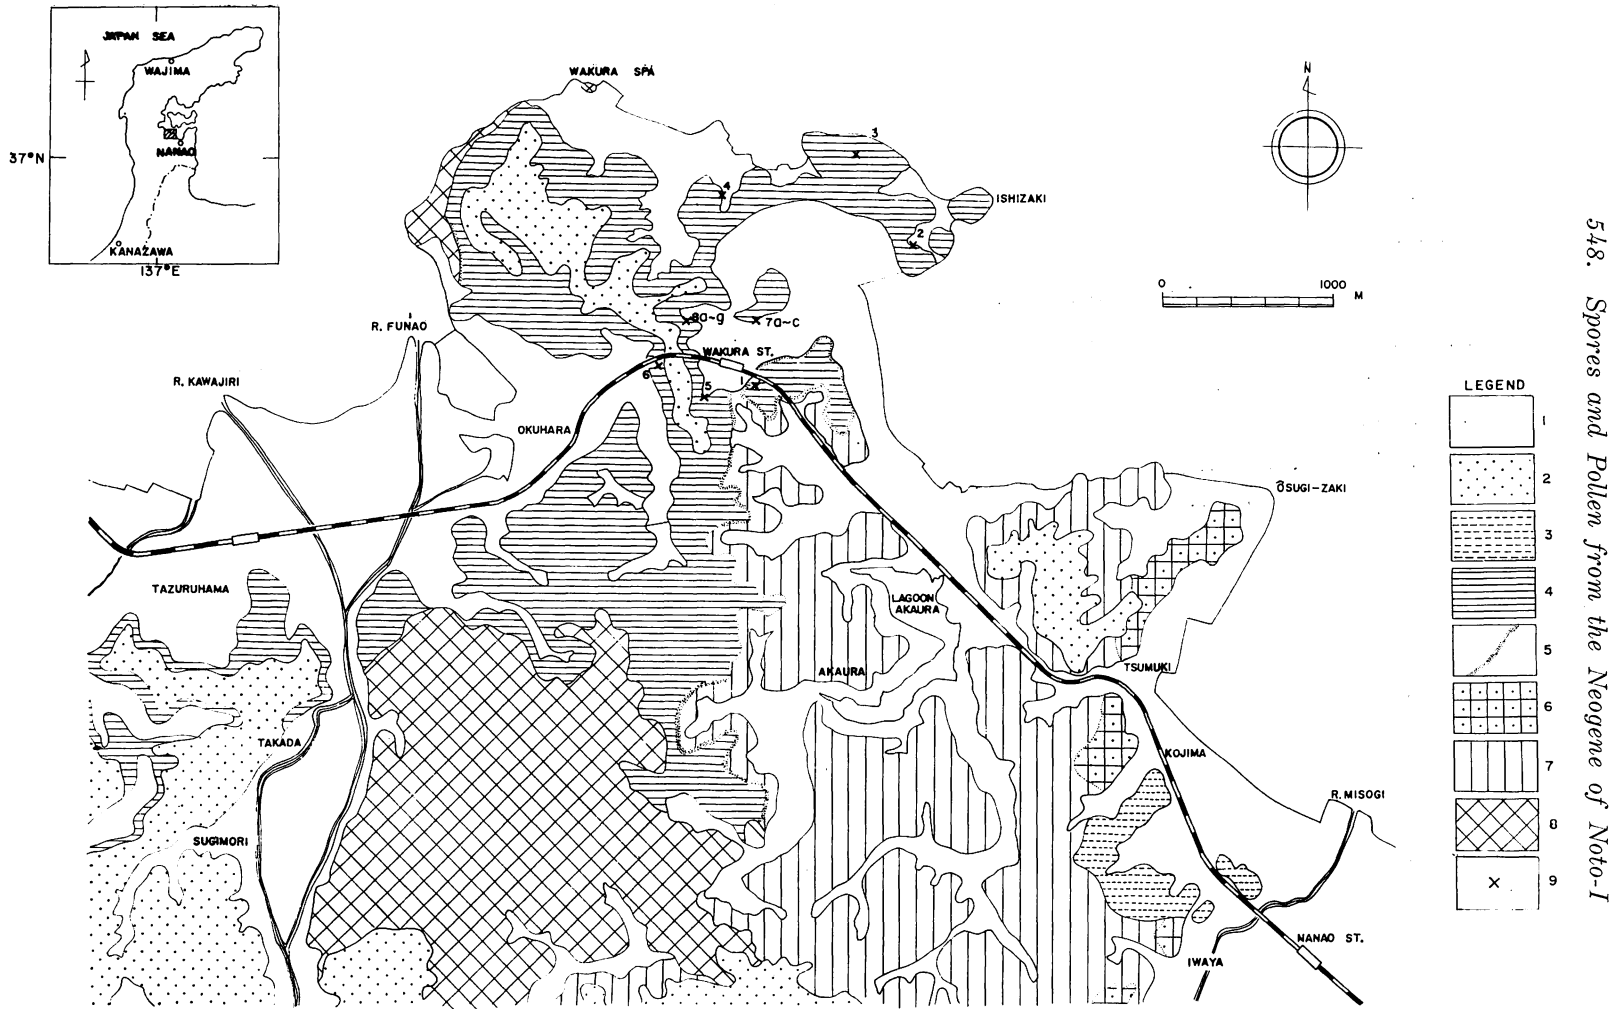 JAPAN SEA
WAJIMA
NANAO
37°N
KANAZAWA
137°E
WAKURA SPA
N
3
4
ISHIZAKI
2
0 1000 M
8a~g
7a~c
R. FUNAO
WAKURA ST.
6
5
1
R. KAWAJIRI
OKUHARA
ÔSUGI-ZAKI
TAZURUHAMA
LAGOON
AKAURA
AKAURA
TSUMUKI
TAKADA
KOJIMA
R. MISOGI
SUGIMORI
NANAO ST.
IWAYA
LEGEND
1
2
3
4
5
6
7
8
9
548. Spores and Pollen from the Neogene of Noto-I